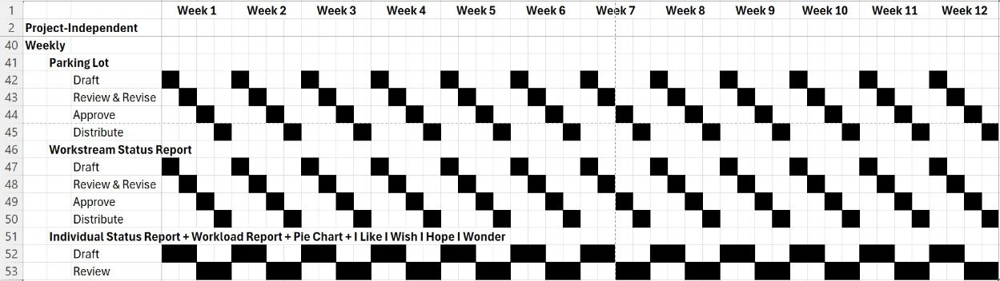 1 Week 1 Week 2 Week 3 Week 4 Week 5 Week 6 Week 7 Week 8 Week 9 Week 10 Week 11 Week 12
2 Project-Independent
40 Weekly
41 Parking Lot
42 Draft
43 Review & Revise
44 Approve
45 Distribute
46 Workstream Status Report
47 Draft
48 Review & Revise
49 Approve
50 Distribute
51 Individual Status Report + Workload Report + Pie Chart + I Like I Wish I Hope I Wonder
52 Draft
53 Review